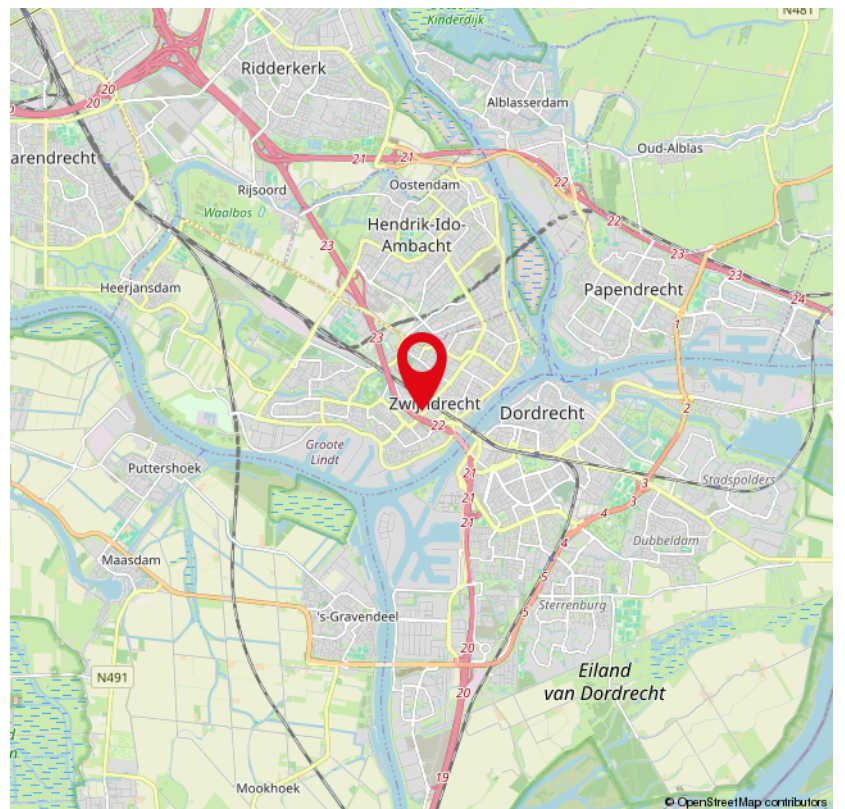 Kinderdijk
N481
Ridderkerk
Alblasserdam
20
20
20
21
21
Oud-Alblas
arendrecht
Rijsoord
Oostendam
22
Waalbos
Hendrik-Ido-
Ambacht
22
23
23
23
Heerjansdam
Papendrecht
24
1
23
Zwijndrecht
Dordrecht
2
22
Groote
Lindt
Puttershoek
21
3
Stadspolders
21
3
4
21
4
Dubbeldam
Maasdam
5
Sterrenburg
5
's-Gravendeel
20
Eiland
van Dordrecht
N491
20
19
Mookhoek
© OpenStreetMap contributors